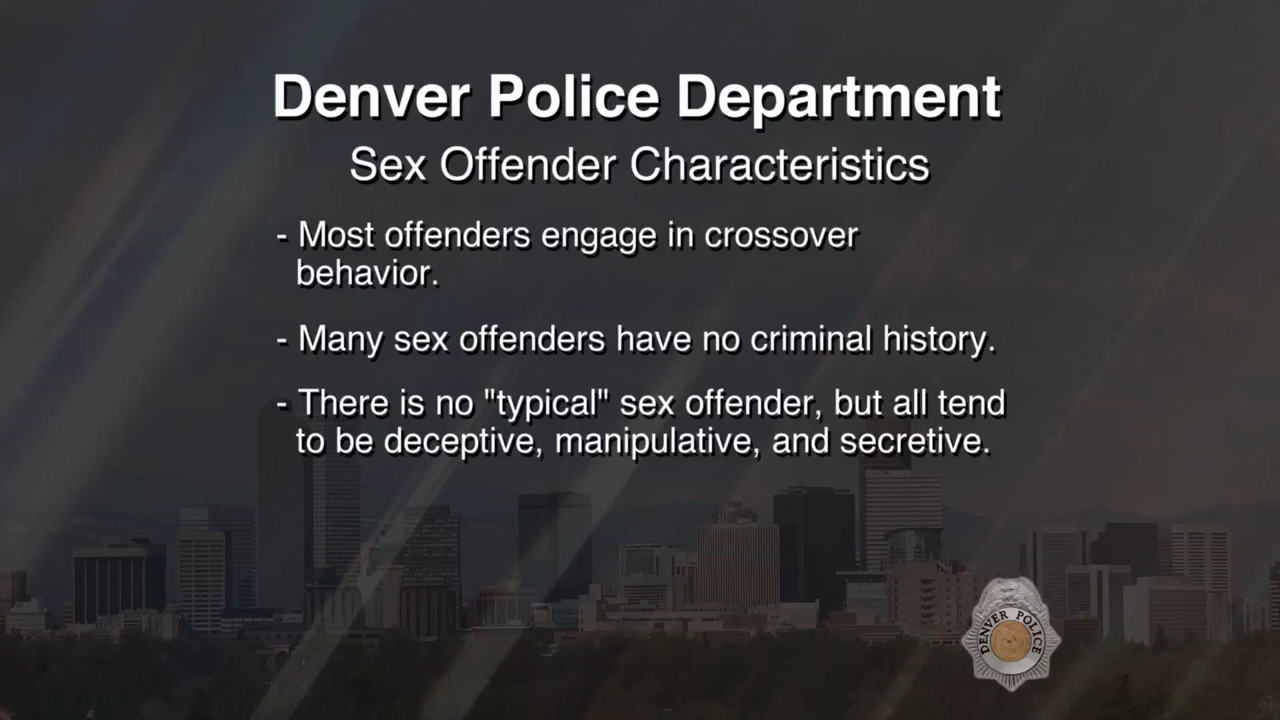 Denver Police Department
Sex Offender Characteristics
- Most offenders engage in crossover
behavior.
- Many sex offenders have no criminal history.
- There is no "typical" sex offender, but all tend
to be deceptive, manipulative, and secretive.
DENVER POLICE